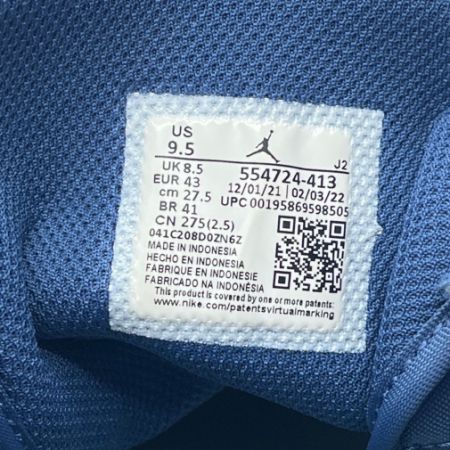 US
9.5
J2
UK 8.5
EUR 43
cm 27.5
BR 41
CN 275(2.5)
554724-413
12/01/21 | 02/03/22
UPC 00195869598505
041C208D0ZN6Z
MADE IN INDONESIA
HECHO EN INDONESIA
FABRIQUE EN INDONESIE
FABRICADO NA INDONÉSIA
This product is covered by one or more patents:
www.nike.com/patentsvirtualmarking